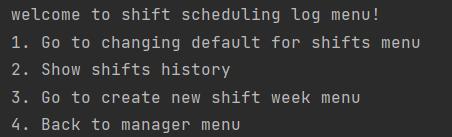 welcome to shift scheduling log menu!
1. Go to changing default for shifts menu
2. Show shifts history
3. Go to create new shift week menu
4. Back to manager menu